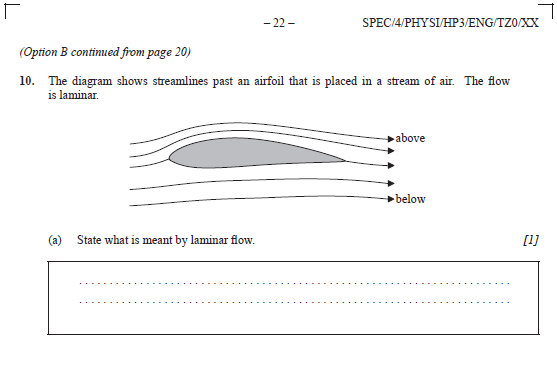 – 22 –
SPEC/4/PHYSI/HP3/ENG/TZ0/XX
(Option B continued from page 20)
10. The diagram shows streamlines past an airfoil that is placed in a stream of air. The flow
is laminar.
above
below
(a) State what is meant by laminar flow. [1]